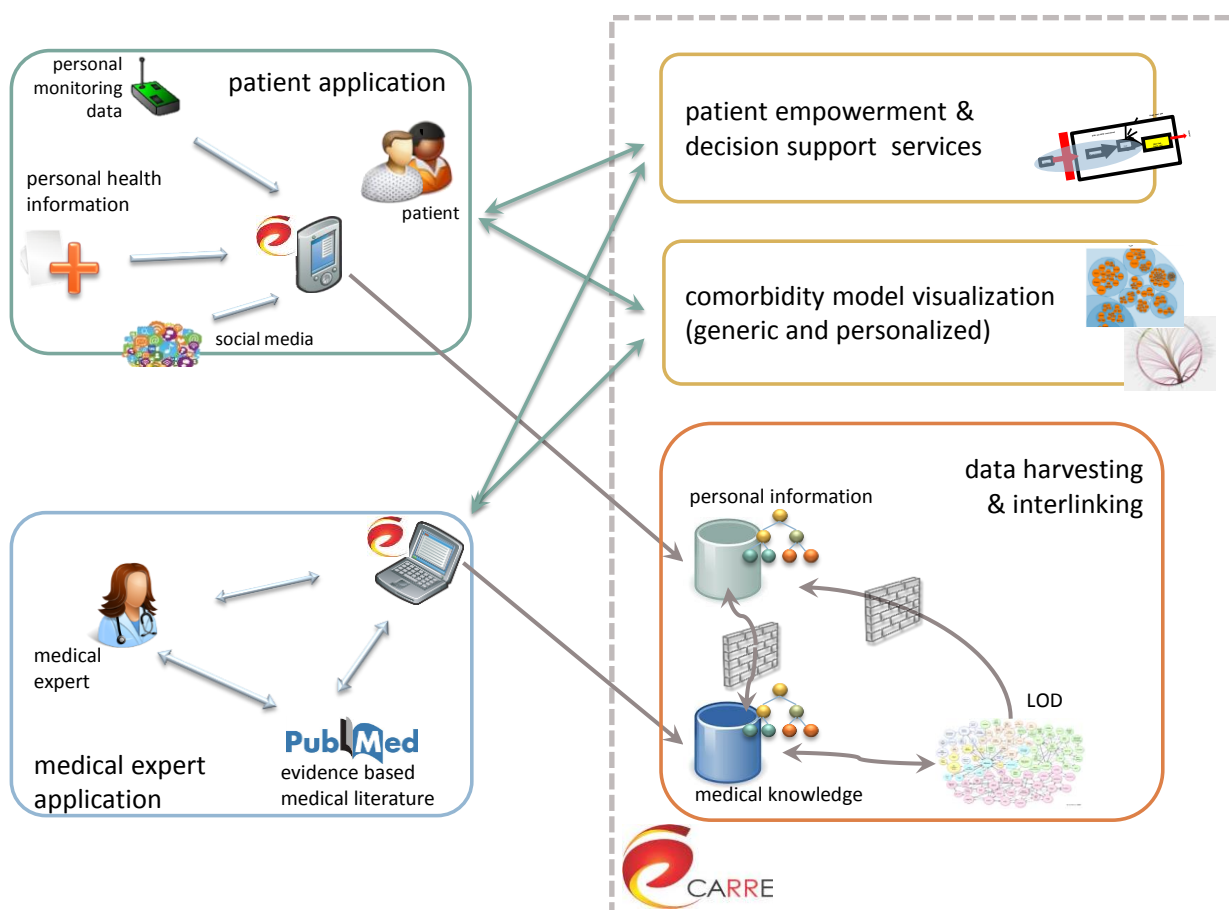 personal
monitoring
data
patient application
personal health
information
patient
social media
medical
expert
PubMed
evidence based
medical literature
medical expert
application
patient empowerment &
decision support services
comorbidity model visualization
(generic and personalized)
data harvesting
& interlinking
personal information
LOD
medical knowledge
CARRE